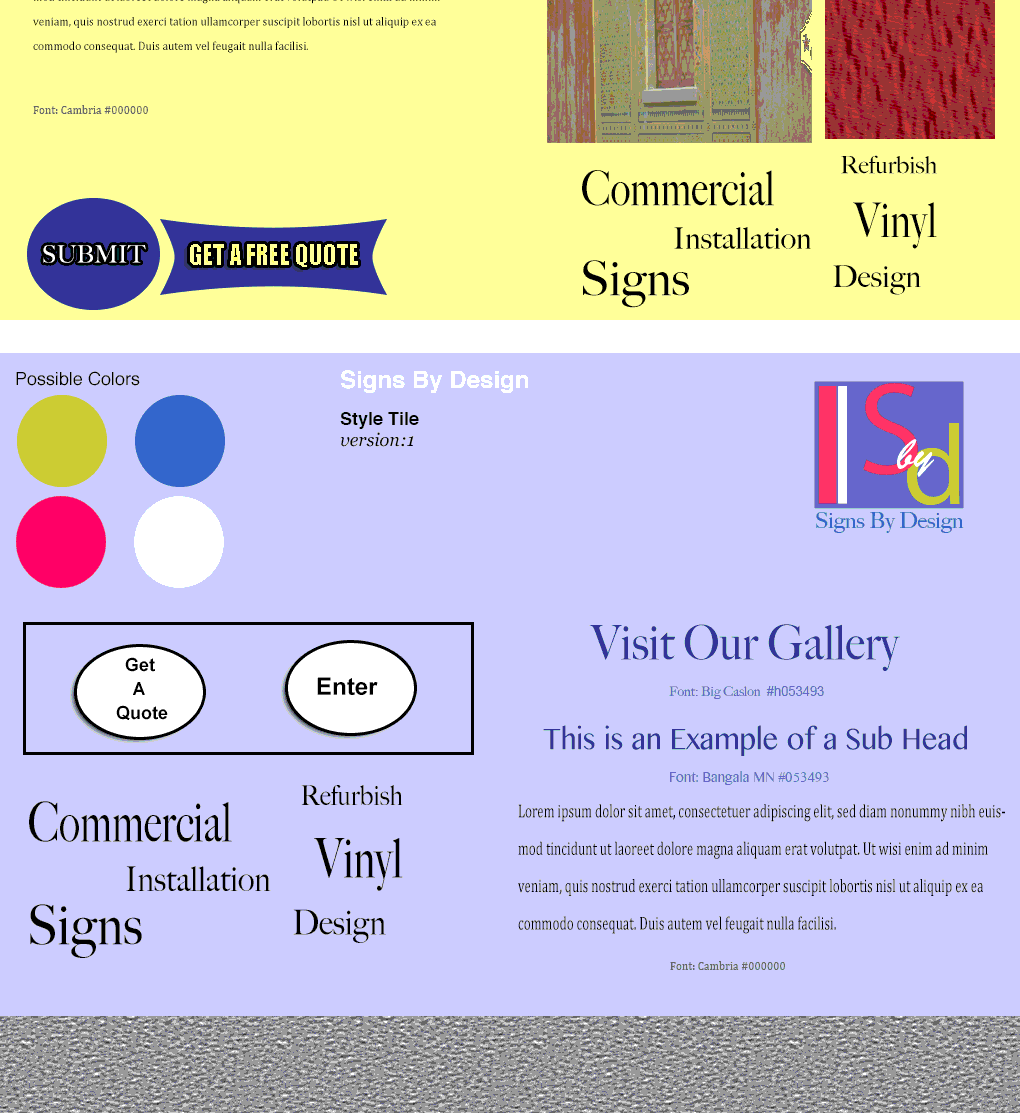 veniam, quis nostrud exerci tation ullamcorper suscipit lobortis nisl ut aliquip ex ea
commodo consequat. Duis autem vel feugait nulla facilisi.
Font: Cambria #000000
SUBMIT
GET A FREE QUOTE
Commercial
Refurbish
Vinyl
Installation
Signs
Design
Possible Colors
Signs By Design
Style Tile
version:1
S by d
Signs By Design
Get
A
Quote
Enter
Visit Our Gallery
Font: Big Caslon #h053493
This is an Example of a Sub Head
Font: Bangala MN #053493
Commercial
Refurbish
Vinyl
Installation
Signs
Design
Lorem ipsum dolor sit amet, consectetuer adipiscing elit, sed diam nonummy nibh euis-
mod tincidunt ut laoreet dolore magna aliquam erat volutpat. Ut wisi enim ad minim
veniam, quis nostrud exerci tation ullamcorper suscipit lobortis nisl ut aliquip ex ea
commodo consequat. Duis autem vel feugait nulla facilisi.
Font: Cambria #000000